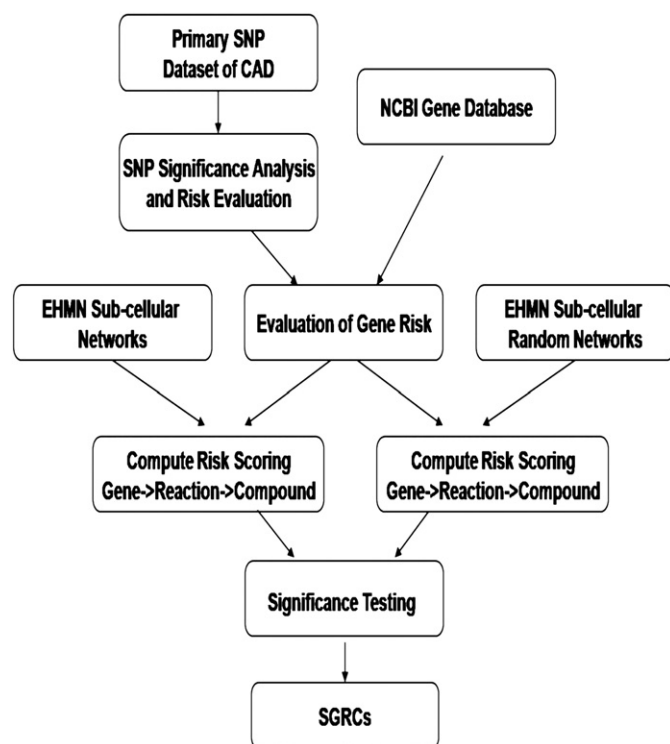 Primary SNP
Dataset of CAD
NCBI Gene Database
SNP Significance Analysis
and Risk Evaluation
EHMN Sub-cellular
Networks
Evaluation of Gene Risk
EHMN Sub-cellular
Random Networks
Compute Risk Scoring
Gene->Reaction->Compound
Compute Risk Scoring
Gene->Reaction->Compound
Significance Testing
SGRCs